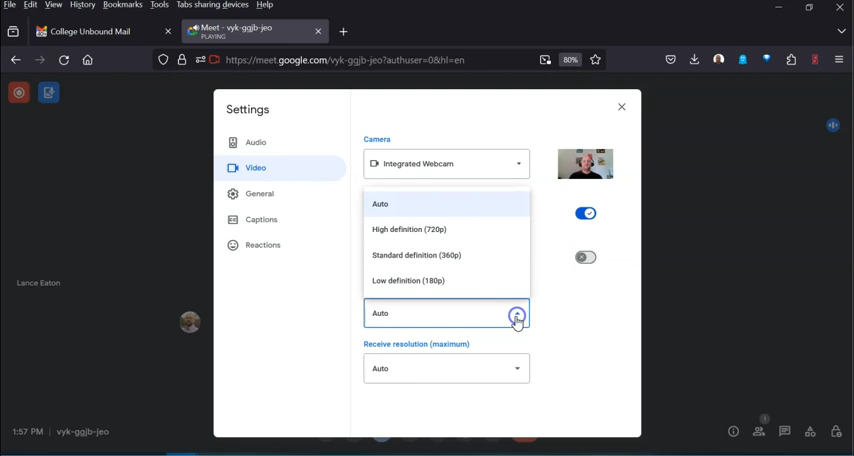 File Edit View History Bookmarks Tools Tabs sharing devices Help
College Unbound Mail
Meet - vyk-ggjb-jeo
PLAYING
https://meet.google.com/vyk-ggjb-jeo?authuser=0&hl=en
80%
Settings
Audio
Video
General
Captions
Reactions
Camera
Integrated Webcam
Auto
High definition (720p)
Standard definition (360p)
Low definition (180p)
Auto
Receive resolution (maximum)
Auto
Lance Eaton
1:57 PM | vyk-ggjb-jeo
1